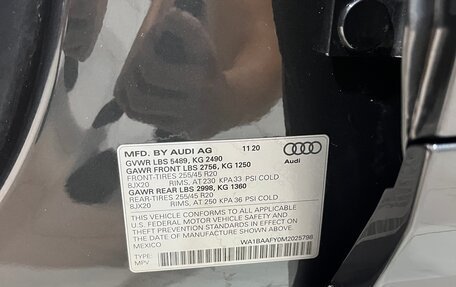 MFD. BY AUDI AG 11 20
GVWR LBS 5489, KG 2490
GAWR FRONT LBS 2756, KG 1250
FRONT-TIRES 255/45 R20
8JX20 RIMS, AT 230 KPA 33 PSI COLD
GAWR REAR LBS 2998, KG 1360
REAR-TIRES 255/45 R20
8JX20 RIMS, AT 250 KPA 36 PSI COLD
Audi
THIS VEHICLE CONFORMS TO ALL APPLICABLE
U.S. FEDERAL MOTOR VEHICLE SAFETY AND
THEFT PREVENTION STANDARDS IN EFFECT ON THE
DATE OF MANUFACTURE SHOWN ABOVE.
MEXICO
TYPE: WA1BAAFY0M2025798
MPV